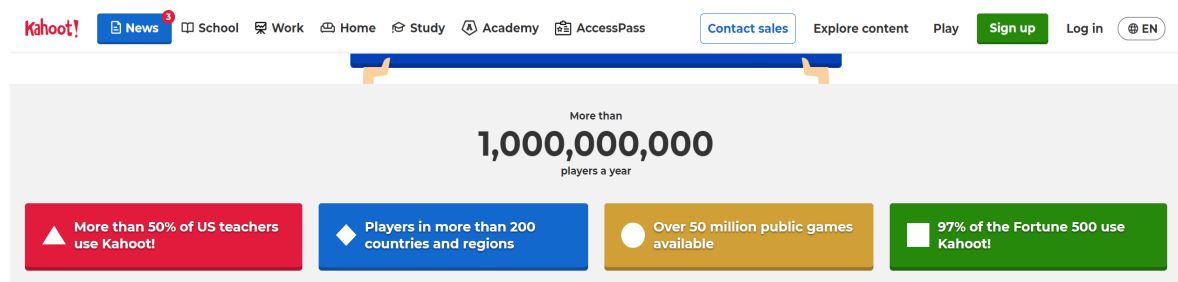 Kahoot! News 3 School Work Home Study Academy AccessPass Contact sales Explore content Play Sign up Log in EN
More than
1,000,000,000
players a year
More than 50% of US teachers
use Kahoot!
Players in more than 200
countries and regions
Over 50 million public games
available
97% of the Fortune 500 use
Kahoot!